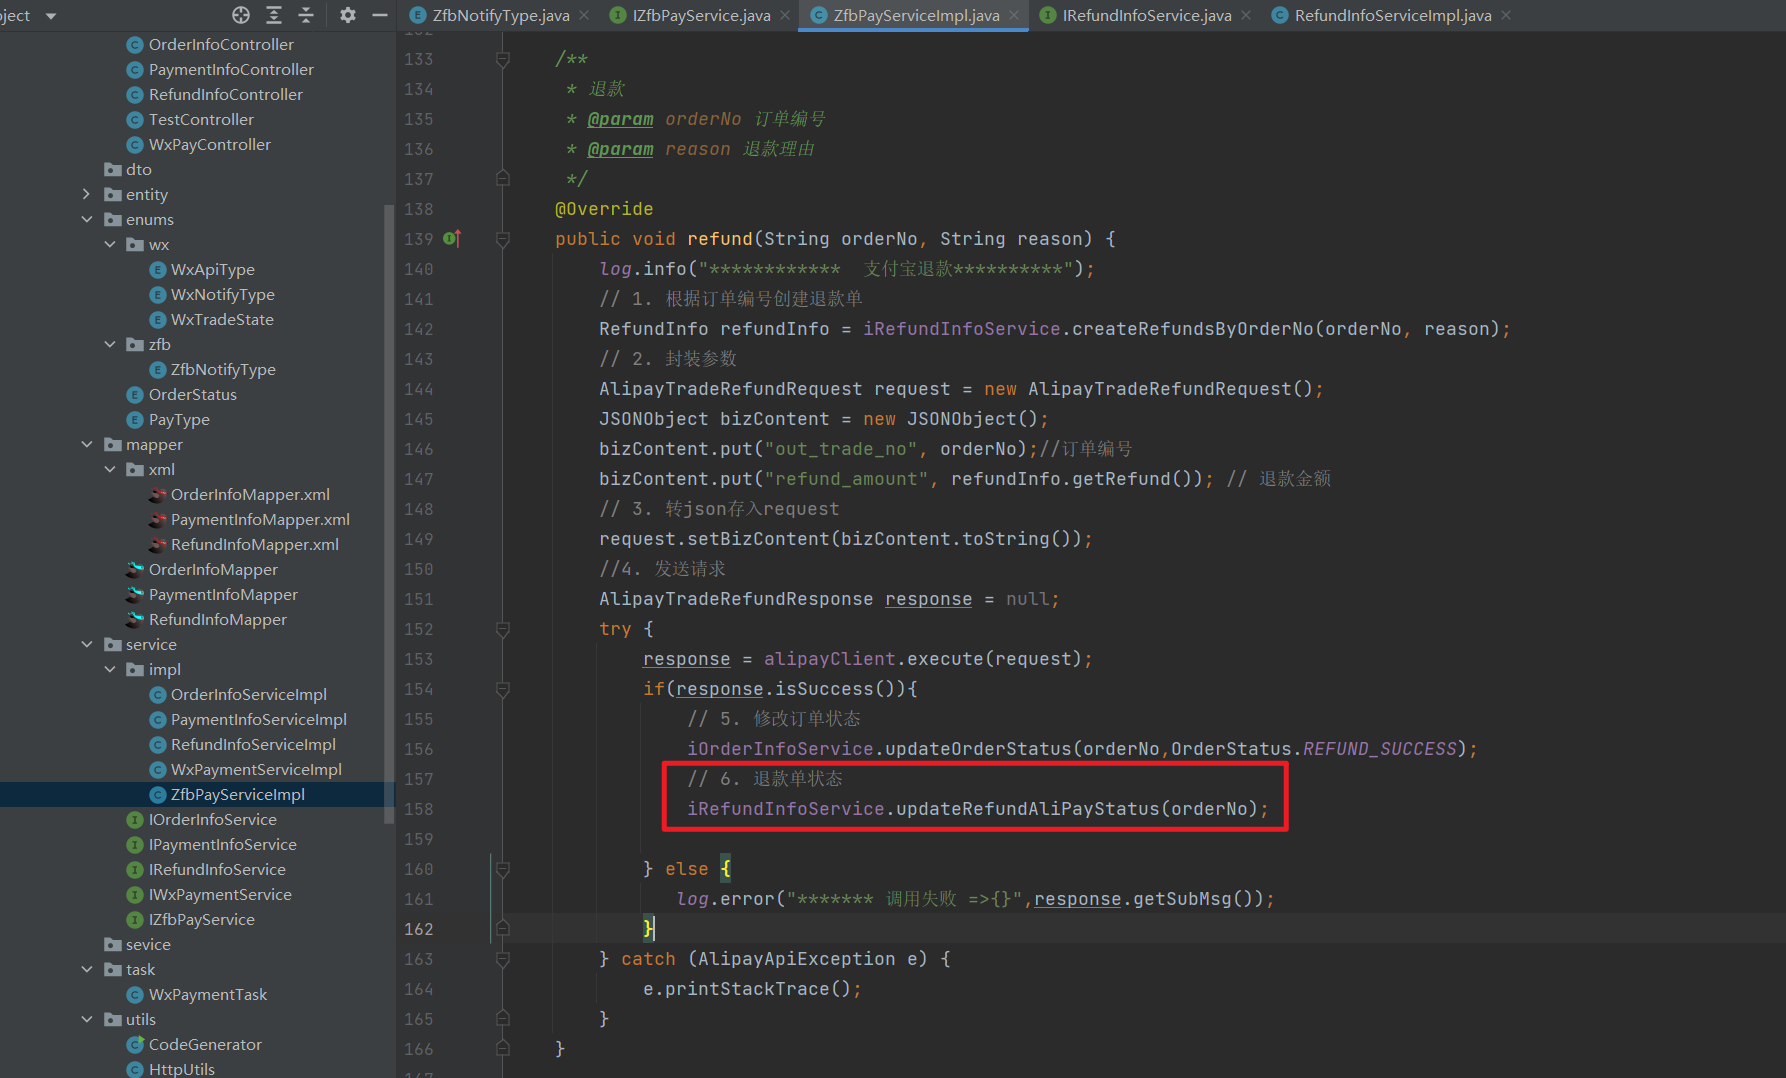 ject
OrderInfoController
PaymentInfoController
RefundInfoController
TestController
WxPayController
dto
entity
enums
wx
WxApiType
WxNotifyType
WxTradeState
zfb
ZfbNotifyType
OrderStatus
PayType
mapper
xml
OrderInfoMapper.xml
PaymentInfoMapper.xml
RefundInfoMapper.xml
OrderInfoMapper
PaymentInfoMapper
RefundInfoMapper
service
impl
OrderInfoServiceImpl
PaymentInfoServiceImpl
RefundInfoServiceImpl
WxPaymentServiceImpl
ZfbPayServiceImpl
IOrderInfoService
IPaymentInfoService
IRefundInfoService
IWxPaymentService
IZfbPayService
sevice
task
WxPaymentTask
utils
CodeGenerator
HttpUtils
ZfbNotifyType.java IZfbPayService.java ZfbPayServiceImpl.java IRefundInfoService.java RefundInfoServiceImpl.java
133 /**
134 * 退款
135 * @param orderNo 订单编号
136 * @param reason 退款理由
137 */
138 @Override
139 public void refund(String orderNo, String reason) {
140 log.info("************  支付宝退款**********");
141 // 1. 根据订单编号创建退款单
142 RefundInfo refundInfo = iRefundInfoService.createRefundsByOrderNo(orderNo, reason);
143 // 2. 封装参数
144 AlipayTradeRefundRequest request = new AlipayTradeRefundRequest();
145 JSONObject bizContent = new JSONObject();
146 bizContent.put("out_trade_no", orderNo);//订单编号
147 bizContent.put("refund_amount", refundInfo.getRefund()); // 退款金额
148 // 3. 转json存入request
149 request.setBizContent(bizContent.toString());
150 //4. 发送请求
151 AlipayTradeRefundResponse response = null;
152 try {
153 response = alipayClient.execute(request);
154 if(response.isSuccess()){
155 // 5. 修改订单状态
156 iOrderInfoService.updateOrderStatus(orderNo,OrderStatus.REFUND_SUCCESS);
157 // 6. 退款单状态
158 iRefundInfoService.updateRefundAliPayStatus(orderNo);
159
160 } else {
161 log.error("******* 调用失败 =>{}",response.getSubMsg());
162 }
163 } catch (AlipayApiException e) {
164 e.printStackTrace();
165 }
166 }